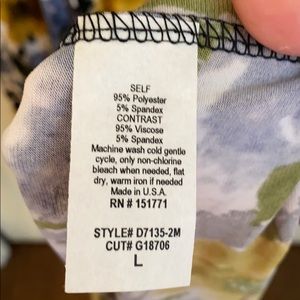 SELF
95% Polyester
5% Spandex
CONTRAST
95% Viscose
5% Spandex
Machine wash cold gentle
cycle, only non-chlorine
bleach when needed, flat
dry, warm iron if needed
Made in U.S.A.
RN # 151771
STYLE# D7135-2M
CUT# G18706
L